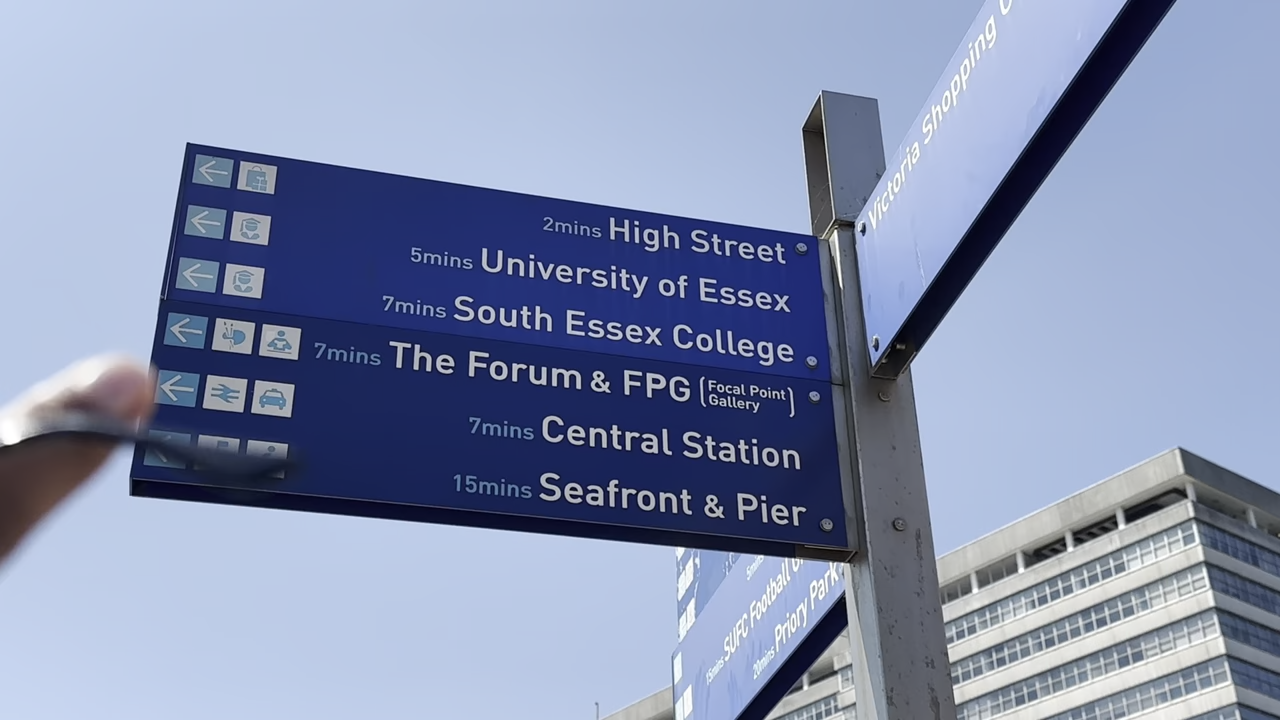 2mins High Street
5mins University of Essex
7mins South Essex College
7mins The Forum & FPG (Focal Point
Gallery)
7mins Central Station
15mins Seafront & Pier
Victoria Shopping
15mins SUFC Football
20mins Priory Park